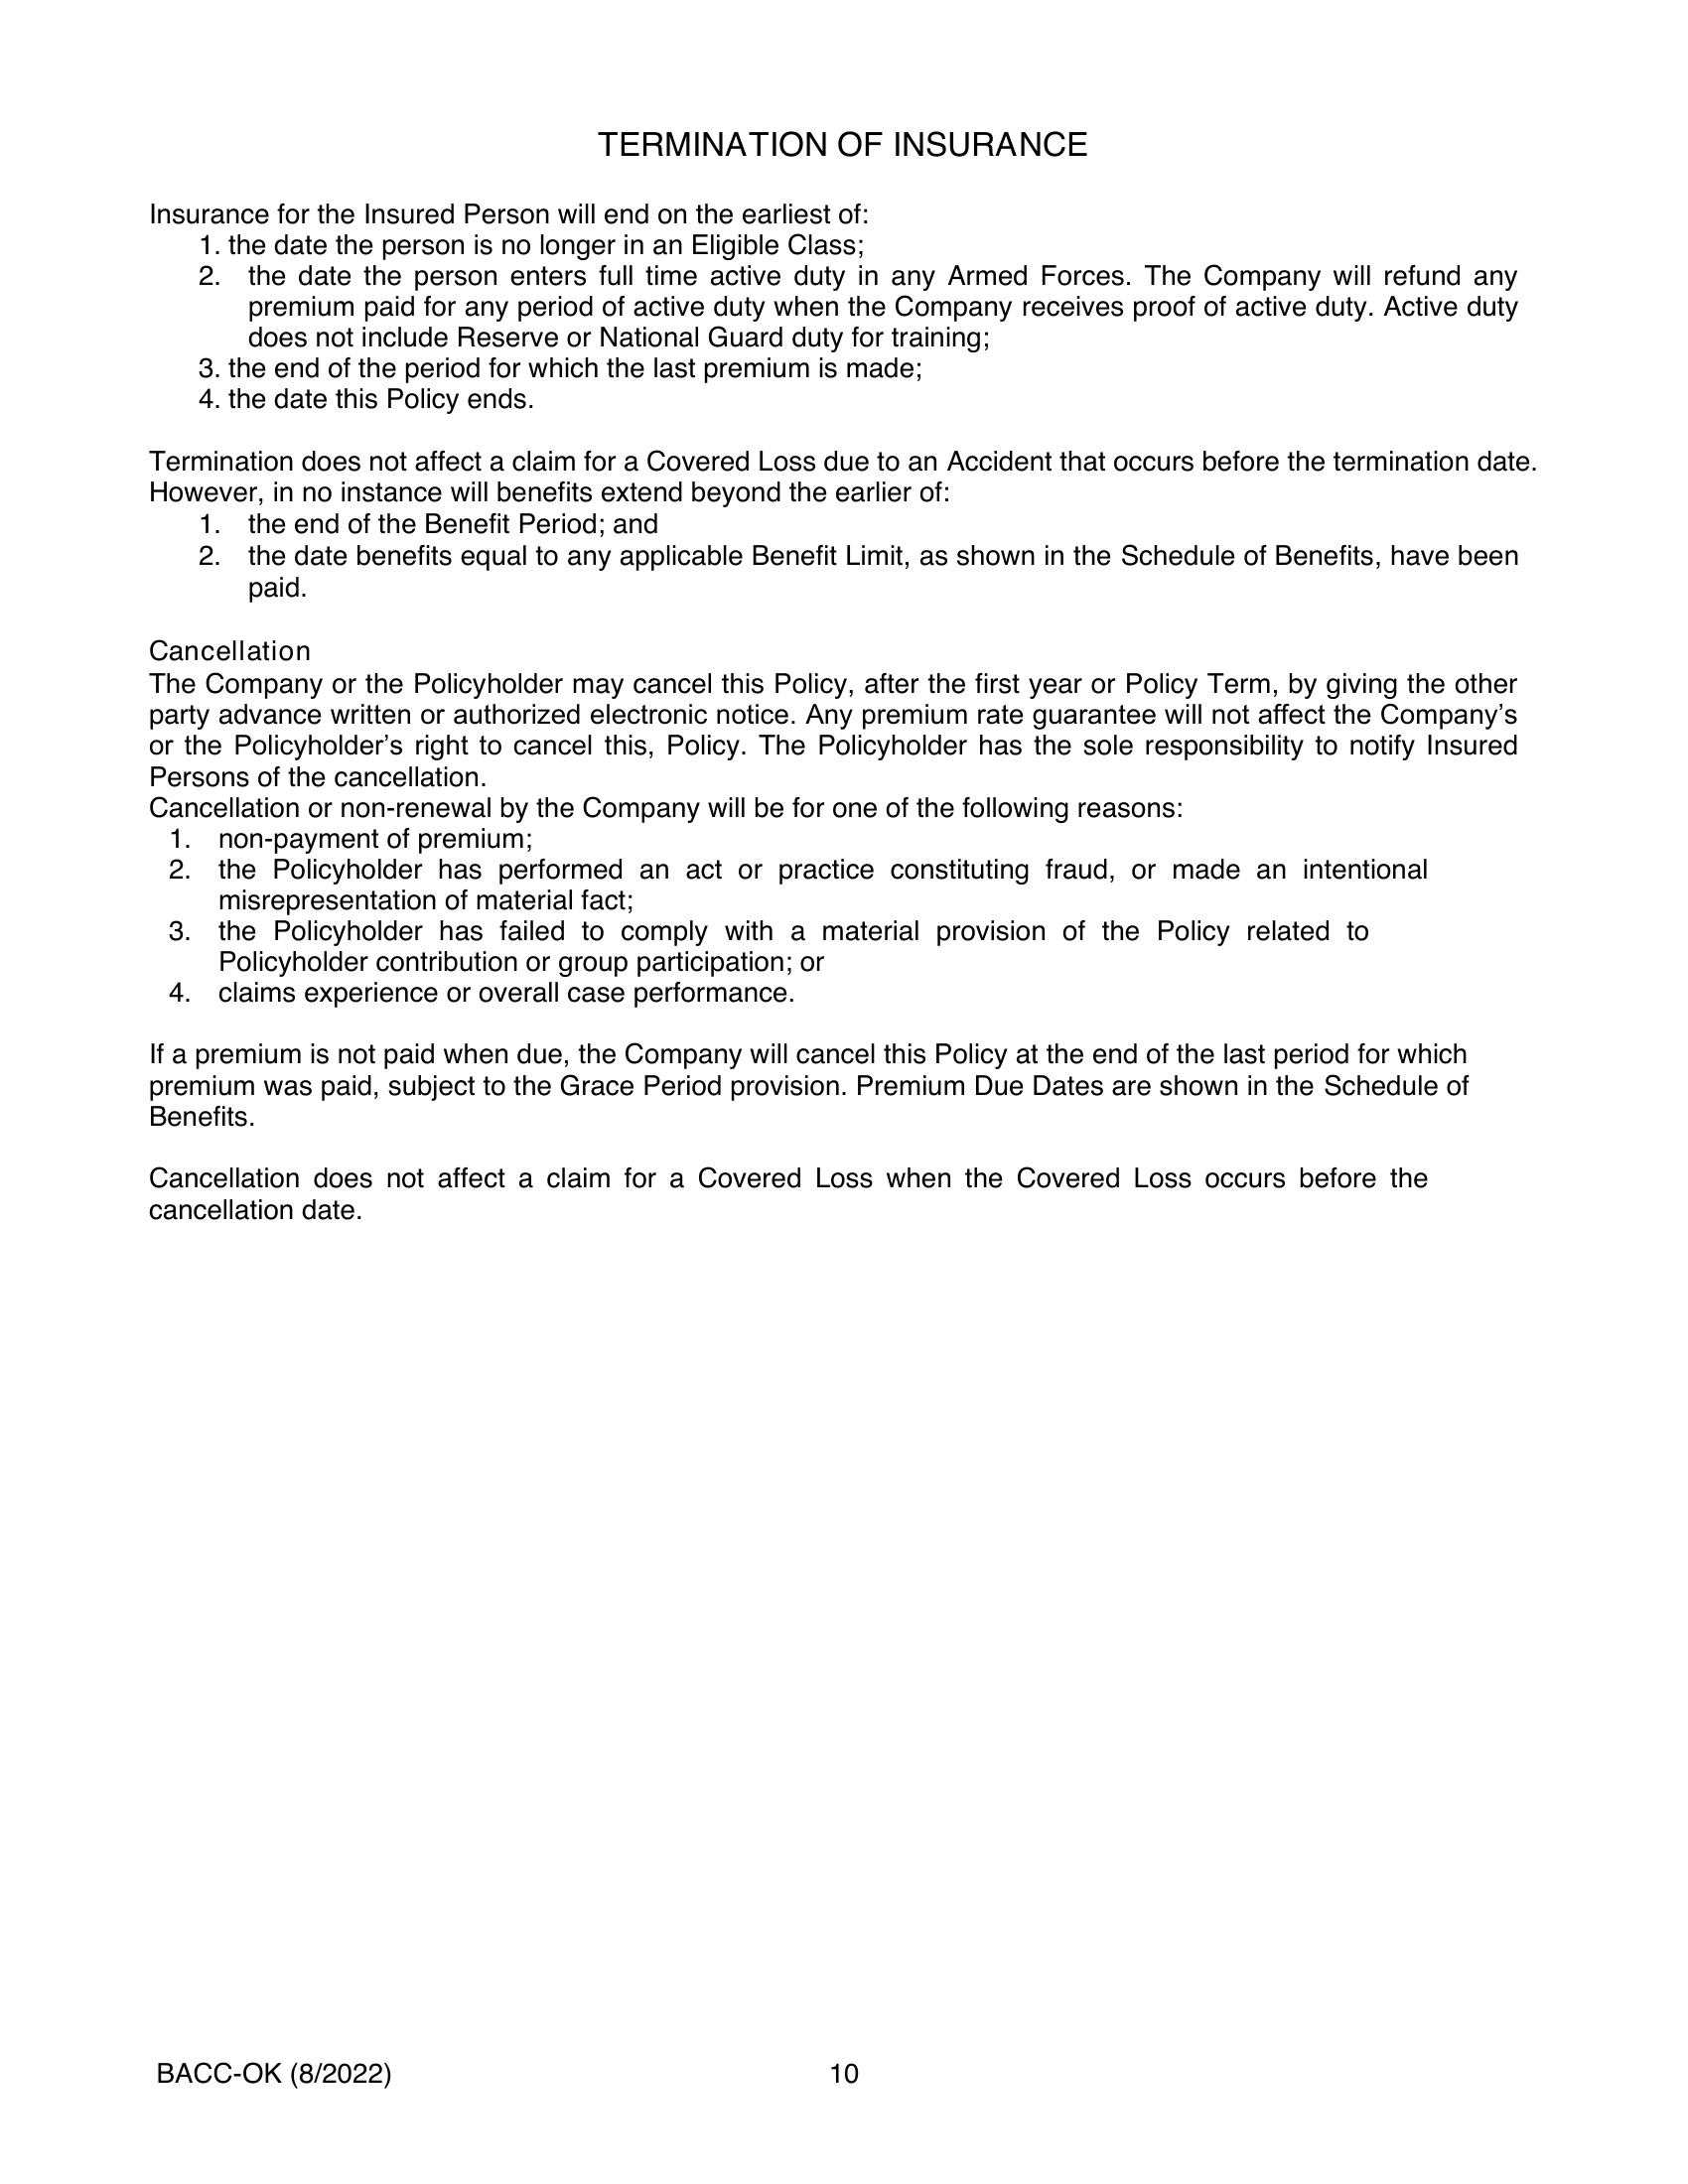 TERMINATION OF INSURANCE
Insurance for the Insured Person will end on the earliest of:
1. the date the person is no longer in an Eligible Class;
2. the date the person enters full time active duty in any Armed Forces. The Company will refund any
premium paid for any period of active duty when the Company receives proof of active duty. Active duty
does not include Reserve or National Guard duty for training;
3. the end of the period for which the last premium is made;
4. the date this Policy ends.
Termination does not affect a claim for a Covered Loss due to an Accident that occurs before the termination date.
However, in no instance will benefits extend beyond the earlier of:
1. the end of the Benefit Period; and
2. the date benefits equal to any applicable Benefit Limit, as shown in the Schedule of Benefits, have been
paid.
Cancellation
The Company or the Policyholder may cancel this Policy, after the first year or Policy Term, by giving the other
party advance written or authorized electronic notice. Any premium rate guarantee will not affect the Company’s
or the Policyholder’s right to cancel this, Policy. The Policyholder has the sole responsibility to notify Insured
Persons of the cancellation.
Cancellation or non-renewal by the Company will be for one of the following reasons:
1. non-payment of premium;
2. the Policyholder has performed an act or practice constituting fraud, or made an intentional
misrepresentation of material fact;
3. the Policyholder has failed to comply with a material provision of the Policy related to
Policyholder contribution or group participation; or
4. claims experience or overall case performance.
If a premium is not paid when due, the Company will cancel this Policy at the end of the last period for which
premium was paid, subject to the Grace Period provision. Premium Due Dates are shown in the Schedule of
Benefits.
Cancellation does not affect a claim for a Covered Loss when the Covered Loss occurs before the
cancellation date.
BACC-OK (8/2022) 10